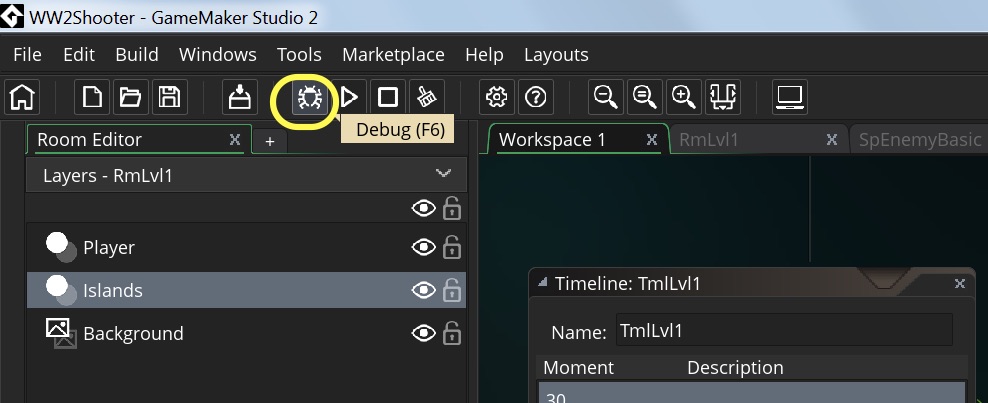 WW2Shooter - GameMaker Studio 2
File Edit Build Windows Tools Marketplace Help Layouts
Debug (F6)
Room Editor X +
Workspace 1 X RmLvl1 X SpEnemyBasic
Layers - RmLvl1
Player
Islands
Background
Timeline: TmlLvl1 X
Name: TmlLvl1
Moment Description
30